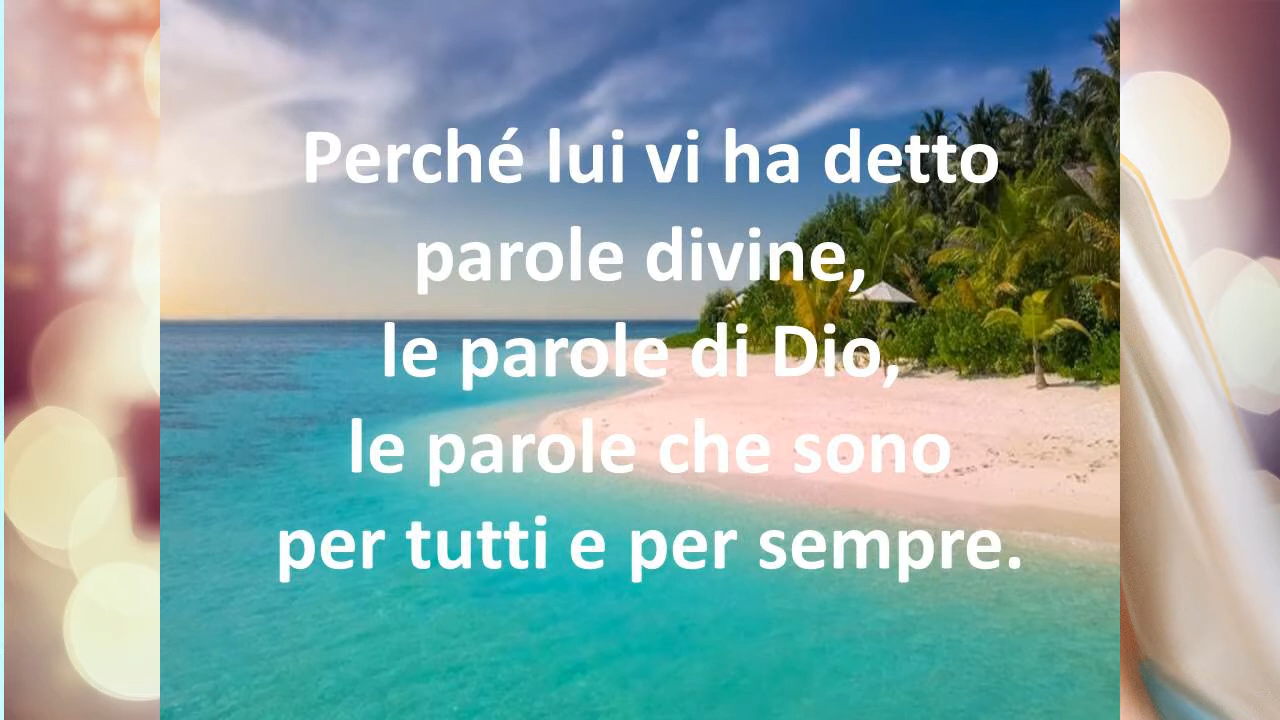 Perché lui vi ha detto
parole divine,
le parole di Dio,
le parole che sono
per tutti e per sempre.